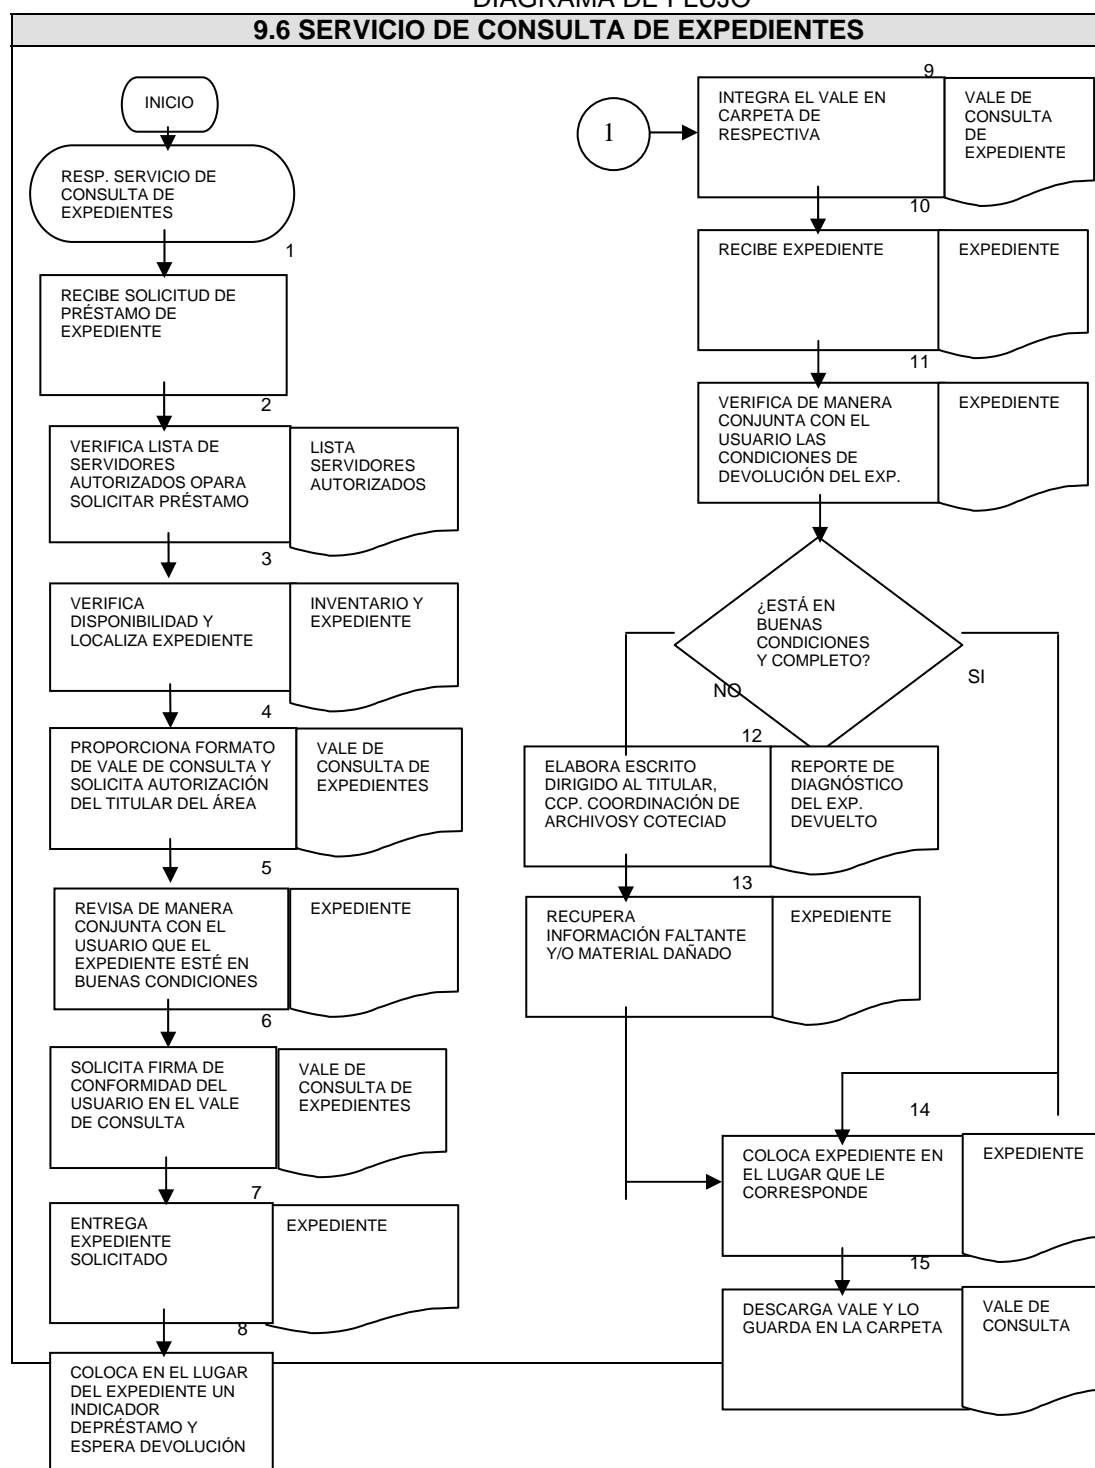 DIAGRAMA DE FLUJO
9.6 SERVICIO DE CONSULTA DE EXPEDIENTES
INICIO
RESP. SERVICIO DE
CONSULTA DE
EXPEDIENTES
1
RECIBE SOLICITUD DE
PRÉSTAMO DE
EXPEDIENTE
2
VERIFICA LISTA DE
SERVIDORES
AUTORIZADOS OPARA
SOLICITAR PRÉSTAMO
LISTA
SERVIDORES
AUTORIZADOS
3
VERIFICA
DISPONIBILIDAD Y
LOCALIZA EXPEDIENTE
INVENTARIO Y
EXPEDIENTE
4
PROPORCIONA FORMATO
DE VALE DE CONSULTA Y
SOLICITA AUTORIZACIÓN
DEL TITULAR DEL ÁREA
VALE DE
CONSULTA DE
EXPEDIENTES
5
REVISA DE MANERA
CONJUNTA CON EL
USUARIO QUE EL
EXPEDIENTE ESTÉ EN
BUENAS CONDICIONES
EXPEDIENTE
6
SOLICITA FIRMA DE
CONFORMIDAD DEL
USUARIO EN EL VALE
DE CONSULTA
VALE DE
CONSULTA DE
EXPEDIENTES
7
ENTREGA
EXPEDIENTE
SOLICITADO
EXPEDIENTE
8
COLOCA EN EL LUGAR
DEL EXPEDIENTE UN
INDICADOR
DEPRÉSTAMO Y
ESPERA DEVOLUCIÓN
1
9
INTEGRA EL VALE EN
CARPETA DE
RESPECTIVA
VALE DE
CONSULTA
DE
EXPEDIENTE
10
RECIBE EXPEDIENTE
EXPEDIENTE
11
VERIFICA DE MANERA
CONJUNTA CON EL
USUARIO LAS
CONDICIONES DE
DEVOLUCIÓN DEL EXP.
EXPEDIENTE
¿ESTÁ EN
BUENAS
CONDICIONES
Y COMPLETO?
NO
SI
12
ELABORA ESCRITO
DIRIGIDO AL TITULAR,
CCP. COORDINACIÓN DE
ARCHIVOSY COTECIAD
REPORTE DE
DIAGNÓSTICO
DEL EXP.
DEVUELTO
13
RECUPERA
INFORMACIÓN FALTANTE
Y/O MATERIAL DAÑADO
EXPEDIENTE
14
COLOCA EXPEDIENTE EN
EL LUGAR QUE LE
CORRESPONDE
EXPEDIENTE
15
DESCARGA VALE Y LO
GUARDA EN LA CARPETA
VALE DE
CONSULTA